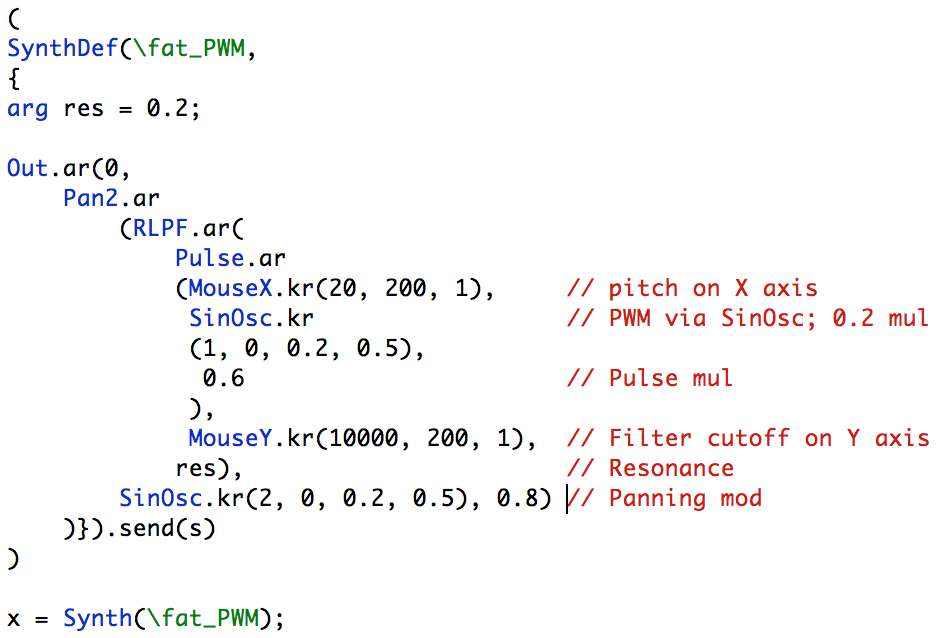 (
SynthDef(\fat_PWM,
{
arg res = 0.2;

Out.ar(0,
    Pan2.ar
        (RLPF.ar(
            Pulse.ar
            (MouseX.kr(20, 200, 1),     // pitch on X axis
             SinOsc.kr                  // PWM via SinOsc; 0.2 mul
             (1, 0, 0.2, 0.5),
              0.6                       // Pulse mul
             ),
             MouseY.kr(10000, 200, 1),  // Filter cutoff on Y axis
            res),                       // Resonance
        SinOsc.kr(2, 0, 0.2, 0.5), 0.8) // Panning mod
    )}).send(s)
)

x = Synth(\fat_PWM);